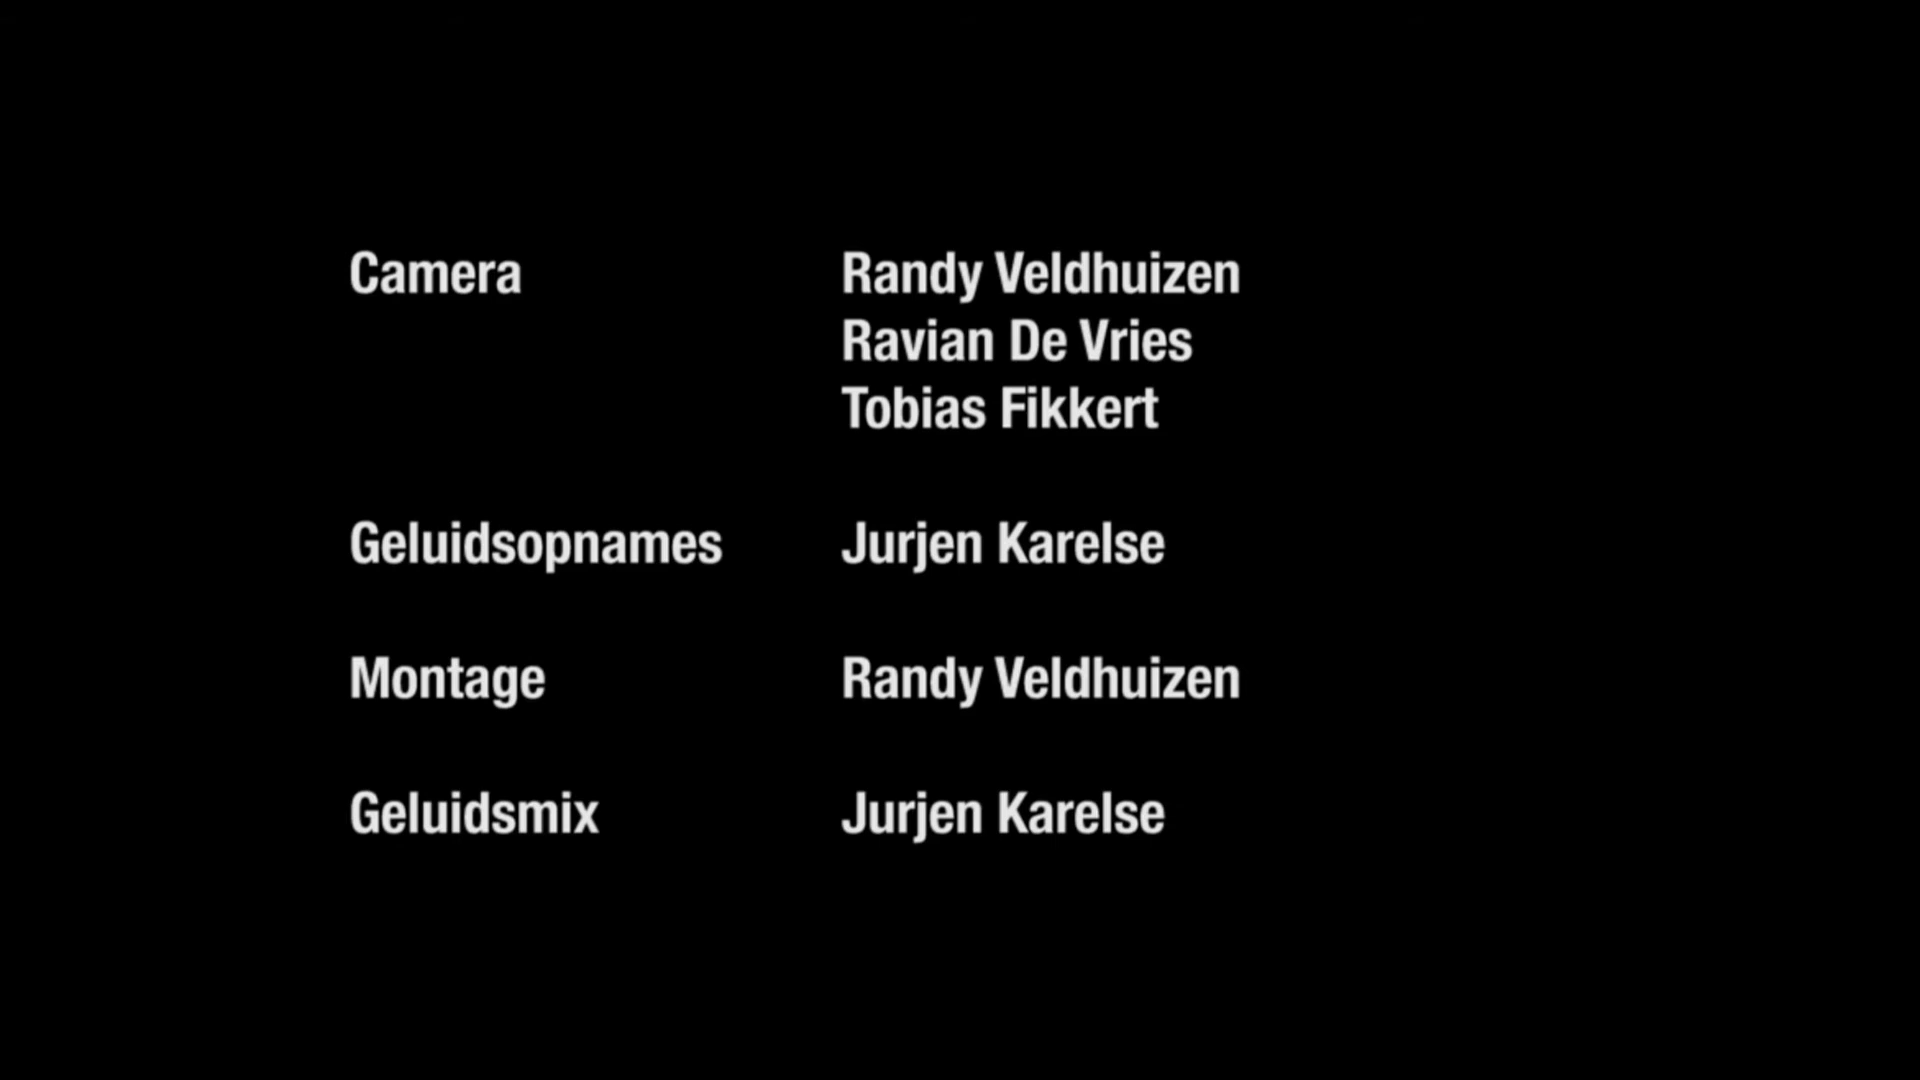 Camera Randy Veldhuizen
Ravian De Vries
Tobias Fikkert
Geluidsopnames Jurjen Karelse
Montage Randy Veldhuizen
Geluidsmix Jurjen Karelse